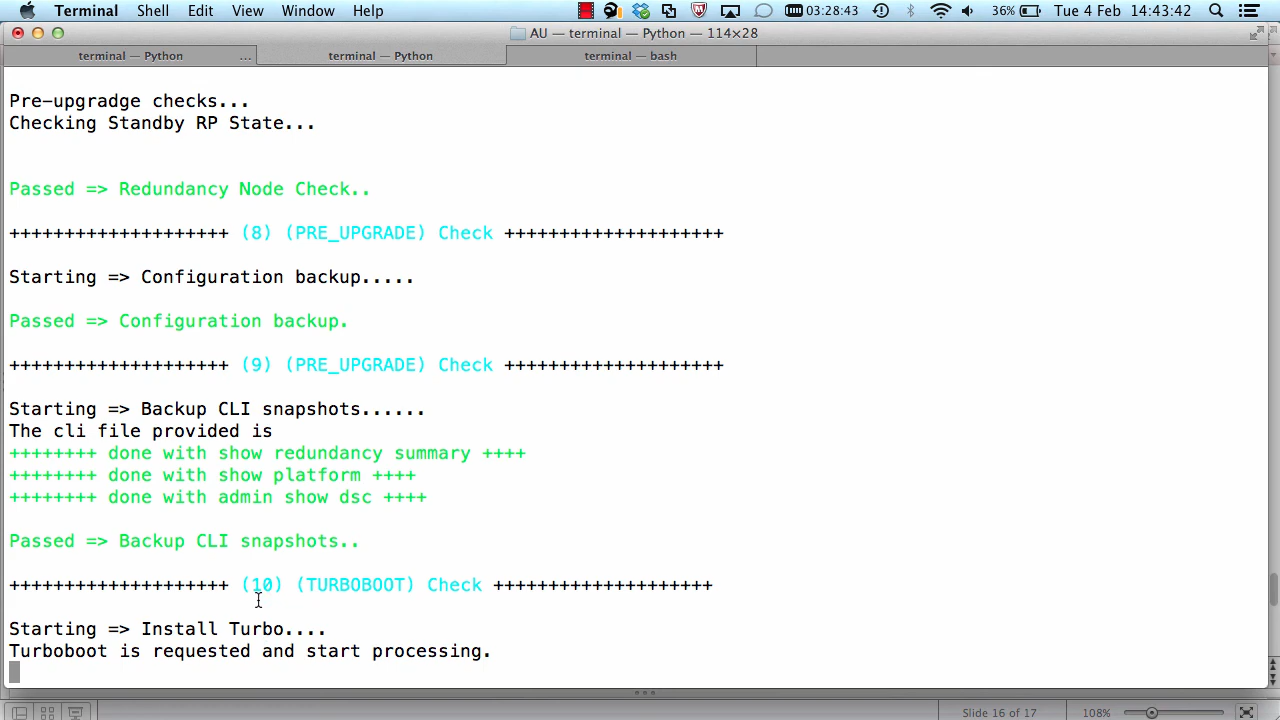 Terminal Shell Edit View Window Help 03:28:43 36% Tue 4 Feb 14:43:42
AU — terminal — Python — 114×28
terminal — Python ... terminal — Python terminal — bash
Pre-upgradge checks...
Checking Standby RP State...
Passed => Redundancy Node Check..
++++++++++++++++++++ (8) (PRE_UPGRADE) Check ++++++++++++++++++++
Starting => Configuration backup.....
Passed => Configuration backup.
++++++++++++++++++++ (9) (PRE_UPGRADE) Check ++++++++++++++++++++
Starting => Backup CLI snapshots......
The cli file provided is
++++++++ done with show redundancy summary ++++
++++++++ done with show platform ++++
++++++++ done with admin show dsc ++++
Passed => Backup CLI snapshots..
++++++++++++++++++++ (10) (TURBOBOOT) Check ++++++++++++++++++++
Starting => Install Turbo....
Turboboot is requested and start processing.
Slide 16 of 17 108%